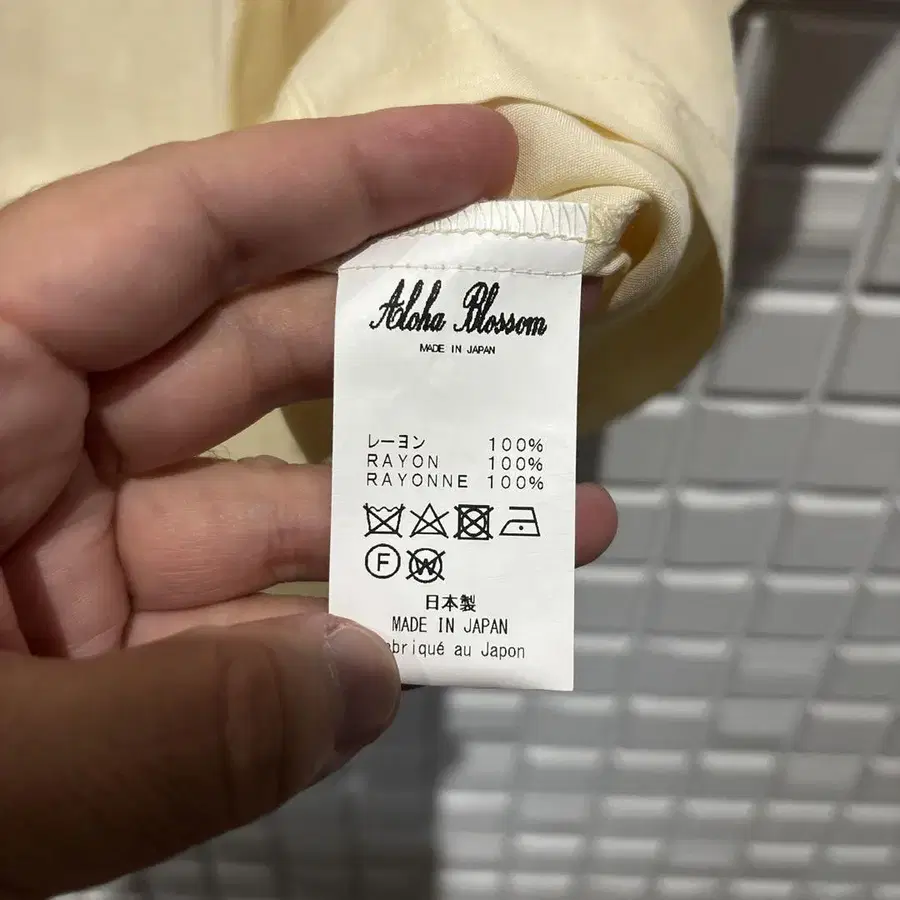 Aloha Blossom
MADE IN JAPAN
レーヨン 100%
RAYON 100%
RAYONNE 100%
F W
日本製
MADE IN JAPAN
au Japon